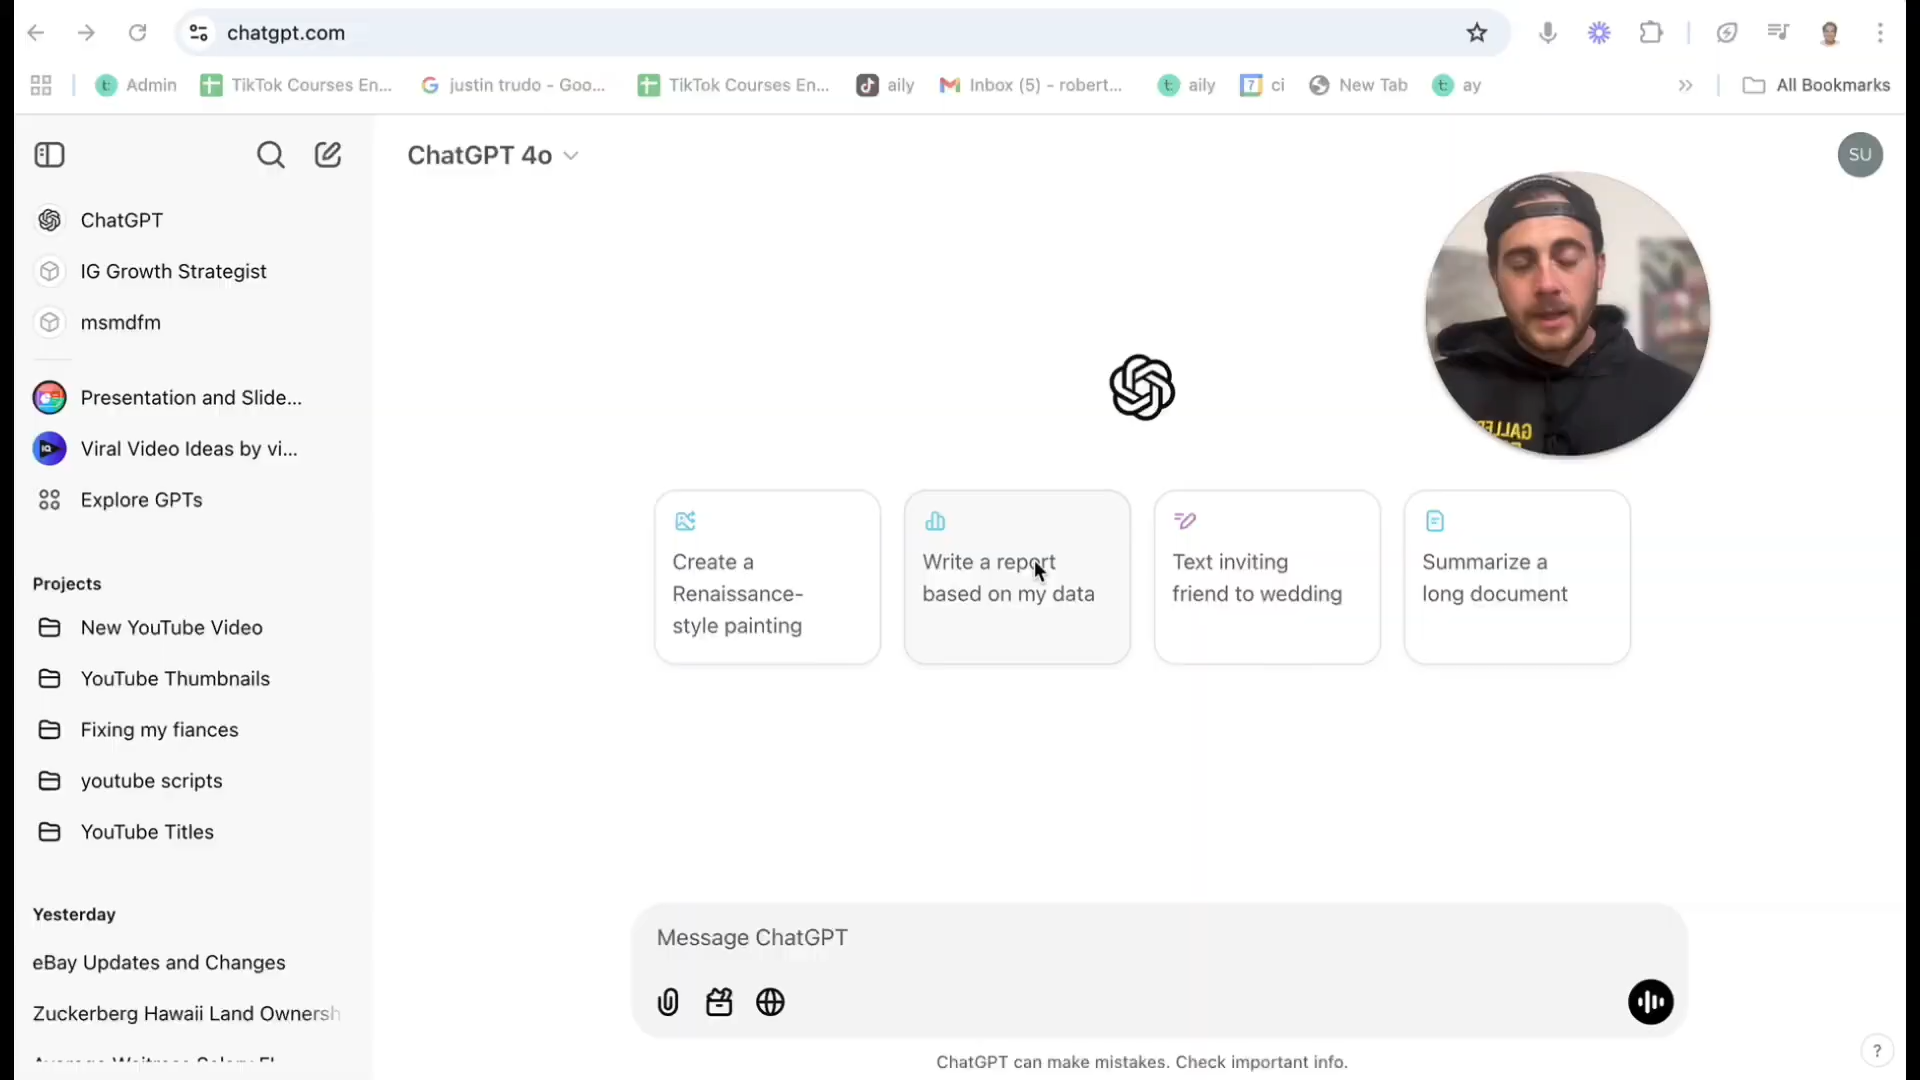 chatgpt.com
Admin
TikTok Courses En...
justin trudo - Goo...
TikTok Courses En...
aily
Inbox (5) - robert...
aily
7
ci
New Tab
ay
All Bookmarks
ChatGPT 4o
SU
ChatGPT
IG Growth Strategist
msmdfm
Presentation and Slide...
Viral Video Ideas by vi...
Explore GPTs
Projects
New YouTube Video
YouTube Thumbnails
Fixing my fiances
youtube scripts
YouTube Titles
Yesterday
eBay Updates and Changes
Zuckerberg Hawaii Land Ownersh
Create a
Renaissance-
style painting
Write a report
based on my data
Text inviting
friend to wedding
Summarize a
long document
Message ChatGPT
ChatGPT can make mistakes. Check important info.
?